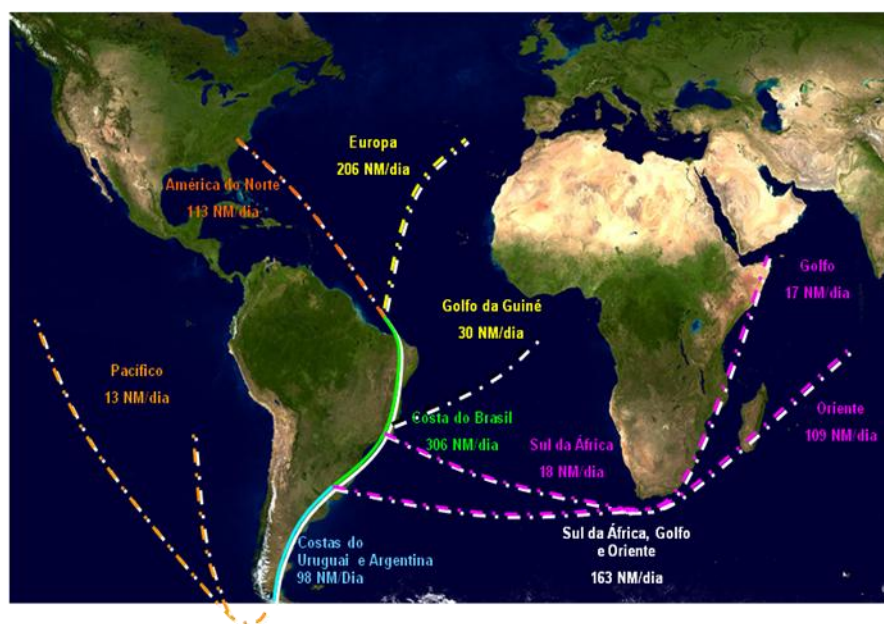 Europa
206 NM/dia
América do Norte
113 NM/dia
Golfo
17 NM/dia
Golfo da Guiné
30 NM/dia
Pacífico
13 NM/dia
Costa do Brasil
306 NM/dia
Oriente
109 NM/dia
Sul da África
18 NM/dia
Sul da África, Golfo
e Oriente
163 NM/dia
Costas do
Uruguai e Argentina
98 NM/Dia